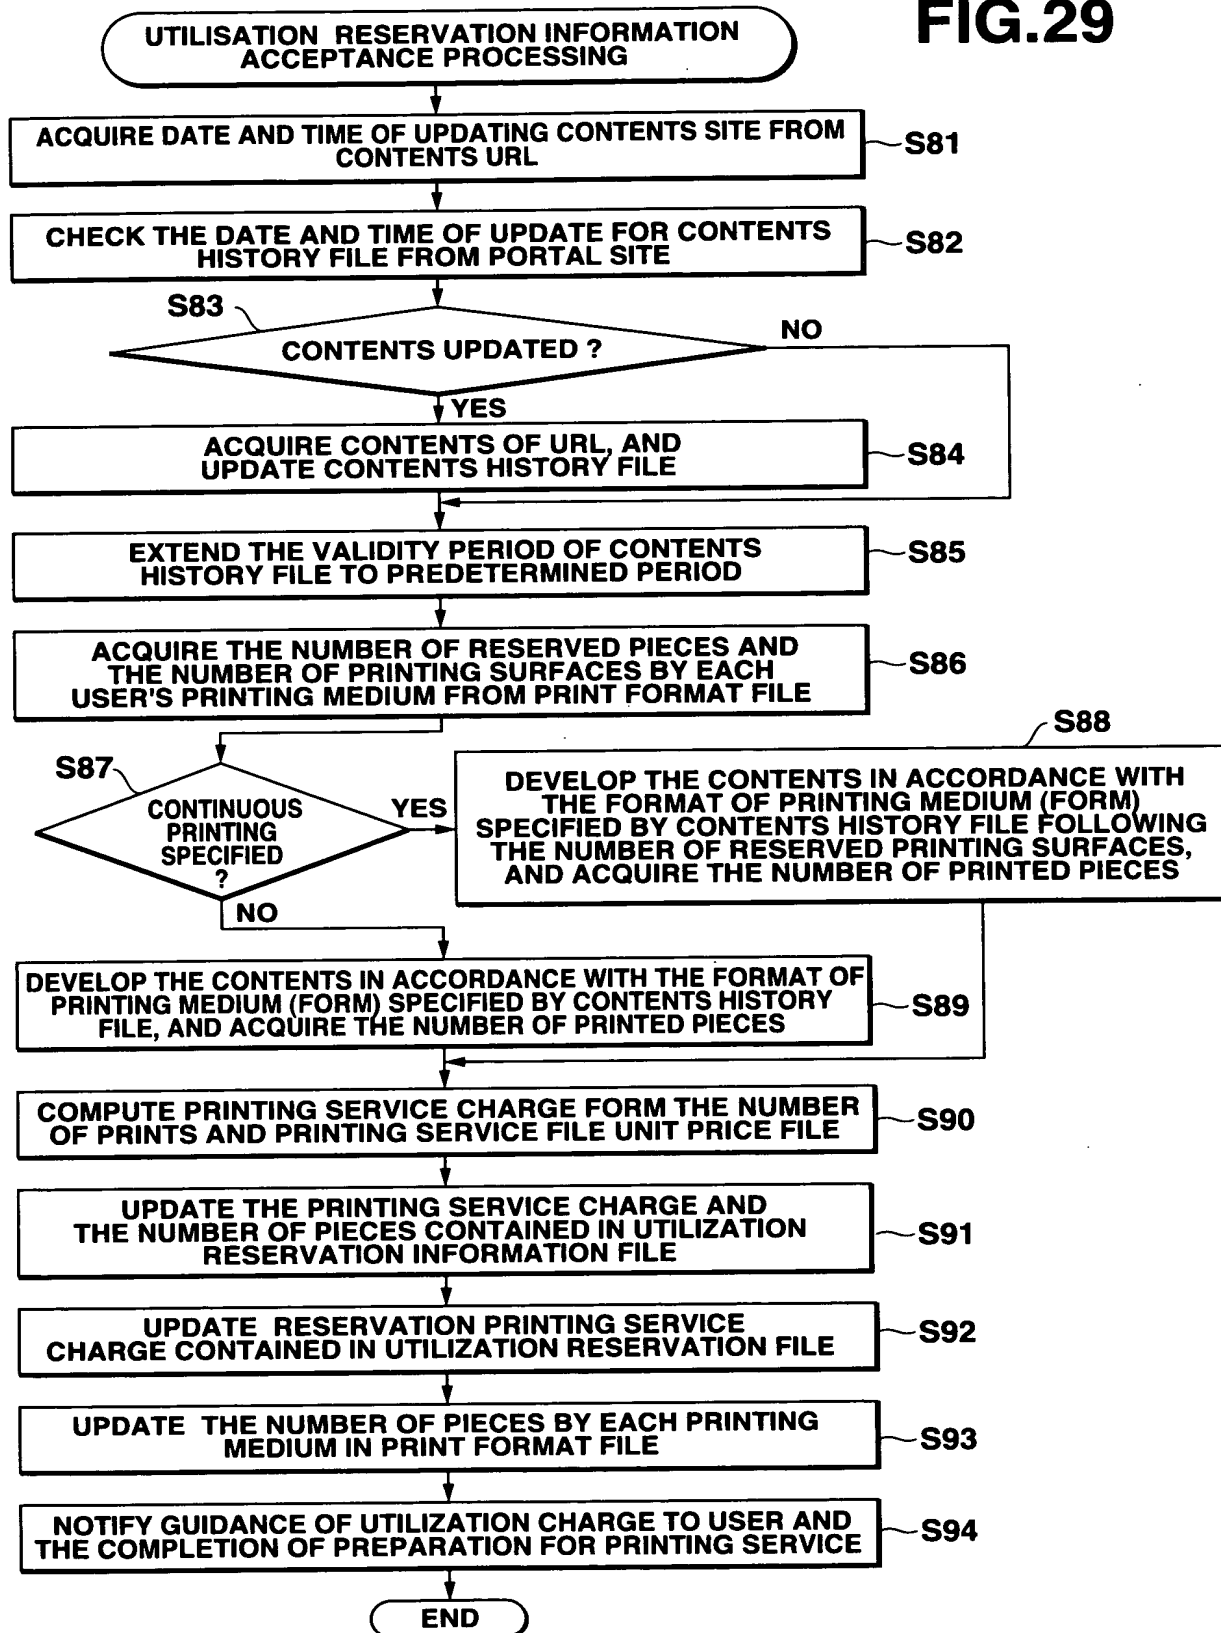 FIG.29
UTILISATION RESERVATION INFORMATION
ACCEPTANCE PROCESSING
ACQUIRE DATE AND TIME OF UPDATING CONTENTS SITE FROM
CONTENTS URL
S81
CHECK THE DATE AND TIME OF UPDATE FOR CONTENTS
HISTORY FILE FROM PORTAL SITE
S82
S83
CONTENTS UPDATED ?
NO
YES
ACQUIRE CONTENTS OF URL, AND
UPDATE CONTENTS HISTORY FILE
S84
EXTEND THE VALIDITY PERIOD OF CONTENTS
HISTORY FILE TO PREDETERMINED PERIOD
S85
ACQUIRE THE NUMBER OF RESERVED PIECES AND
THE NUMBER OF PRINTING SURFACES BY EACH
USER'S PRINTING MEDIUM FROM PRINT FORMAT FILE
S86
S87
CONTINUOUS
PRINTING
SPECIFIED
?
YES
NO
S88
DEVELOP THE CONTENTS IN ACCORDANCE WITH
THE FORMAT OF PRINTING MEDIUM (FORM)
SPECIFIED BY CONTENTS HISTORY FILE FOLLOWING
THE NUMBER OF RESERVED PRINTING SURFACES,
AND ACQUIRE THE NUMBER OF PRINTED PIECES
DEVELOP THE CONTENTS IN ACCORDANCE WITH THE FORMAT OF
PRINTING MEDIUM (FORM) SPECIFIED BY CONTENTS HISTORY
FILE, AND ACQUIRE THE NUMBER OF PRINTED PIECES
S89
COMPUTE PRINTING SERVICE CHARGE FORM THE NUMBER
OF PRINTS AND PRINTING SERVICE FILE UNIT PRICE FILE
S90
UPDATE THE PRINTING SERVICE CHARGE AND
THE NUMBER OF PIECES CONTAINED IN UTILIZATION
RESERVATION INFORMATION FILE
S91
UPDATE RESERVATION PRINTING SERVICE
CHARGE CONTAINED IN UTILIZATION RESERVATION FILE
S92
UPDATE THE NUMBER OF PIECES BY EACH PRINTING
MEDIUM IN PRINT FORMAT FILE
S93
NOTIFY GUIDANCE OF UTILIZATION CHARGE TO USER AND
THE COMPLETION OF PREPARATION FOR PRINTING SERVICE
S94
END